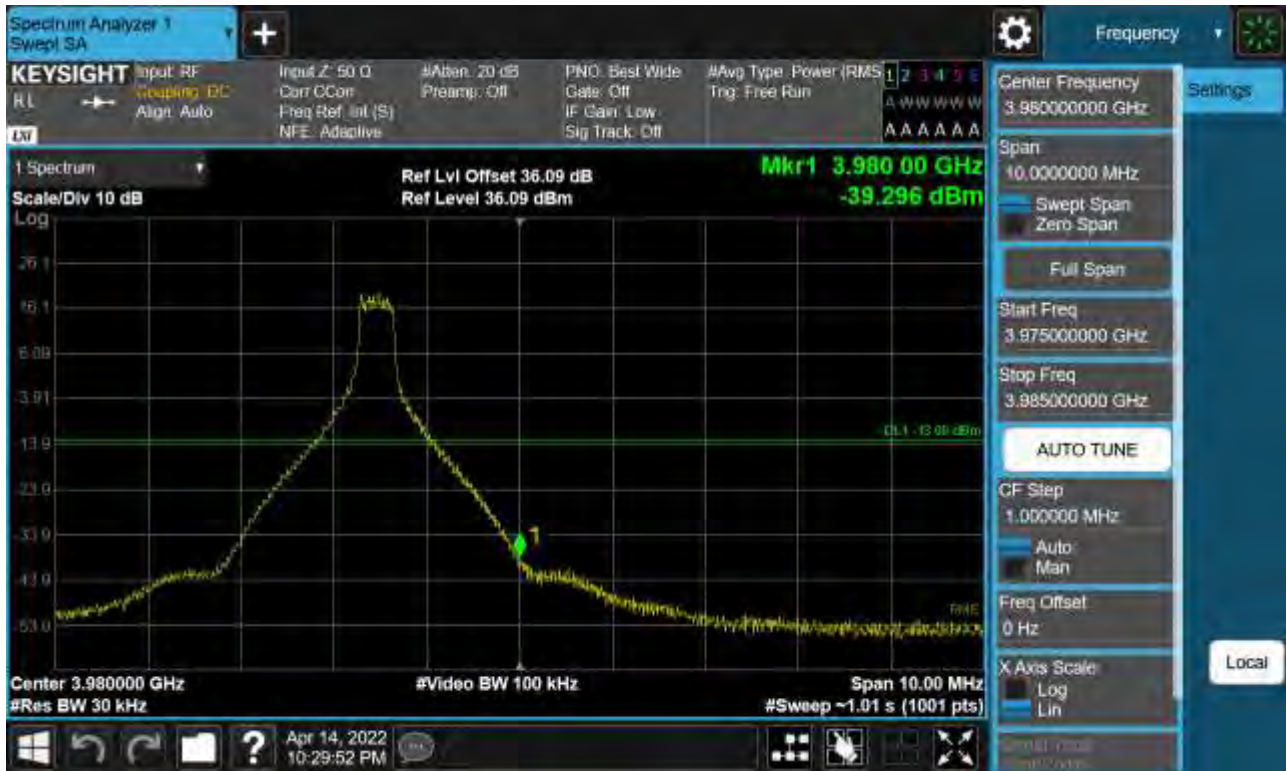 Spectrum Analyzer 1
Swept SA
Frequency
KEYSIGHT
Input: RF
Coupling: DC
Align: Auto
Input Z: 50 Ω
Corr CCorr
Freq Ref: Int (S)
NFE: Adaptive
#Atten: 20 dB
Preamp: Off
PNO: Best Wide
Gate: Off
IF Gain: Low
Sig Track: Off
#Avg Type: Power (RMS
Trig: Free Run
1 2 3 4 5 6
A W W W W W
A A A A A A
RL
LXI
1 Spectrum
Scale/Div 10 dB
Log
Ref Lvl Offset 36.09 dB
Ref Level 36.09 dBm
Mkr1 3.980 00 GHz
-39.296 dBm
26.1
16.1
6.09
-3.91
-13.9
-23.9
-33.9
-43.9
-53.9
DL1 -13.00 dBm
1
Center 3.980000 GHz
#Res BW 30 kHz
#Video BW 100 kHz
Span 10.00 MHz
#Sweep ~1.01 s (1001 pts)
Center Frequency
3.980000000 GHz
Settings
Span
10.0000000 MHz
Swept Span
Zero Span
Full Span
Start Freq
3.975000000 GHz
Stop Freq
3.985000000 GHz
AUTO TUNE
CF Step
1.000000 MHz
Auto
Man
Freq Offset
0 Hz
X Axis Scale
Log
Lin
Local
?
Apr 14, 2022
10:29:52 PM